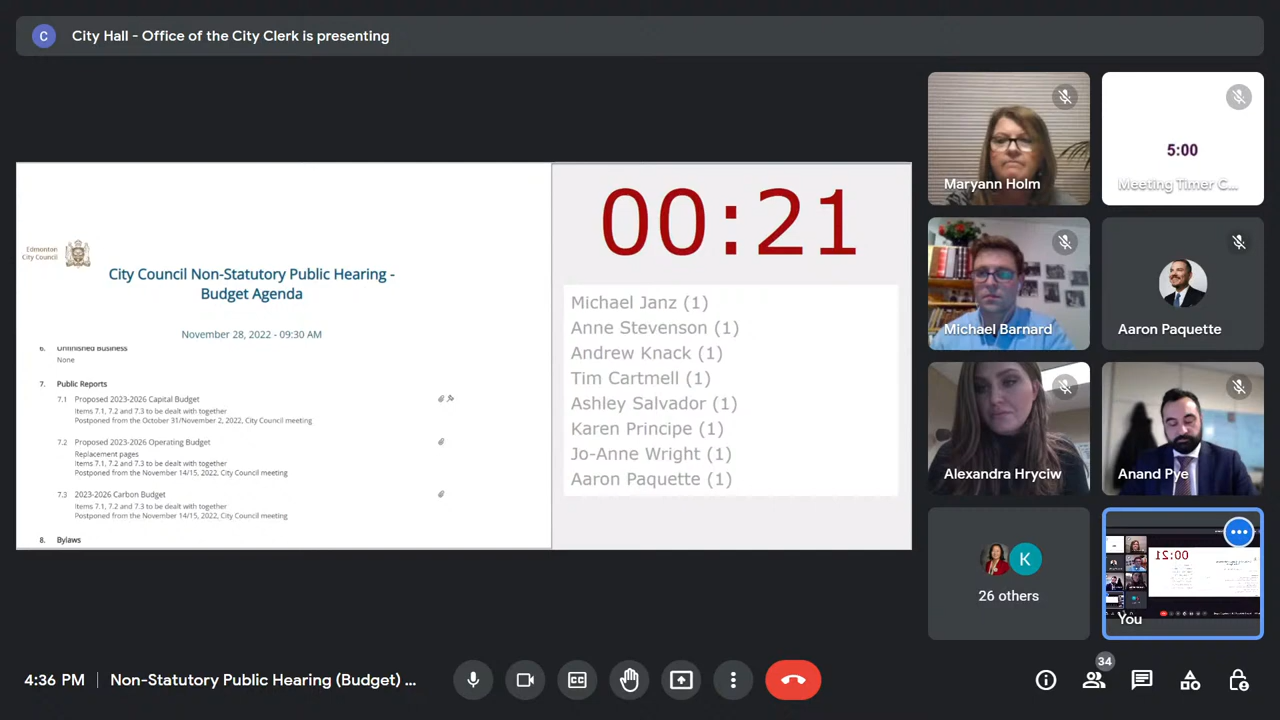 C City Hall - Office of the City Clerk is presenting
Edmonton
City Council
City Council Non-Statutory Public Hearing -
Budget Agenda
November 28, 2022 - 09:30 AM
6. Unfinished Business
None
7. Public Reports
7.1 Proposed 2023-2026 Capital Budget
Items 7.1, 7.2 and 7.3 to be dealt with together
Postponed from the October 31/November 2, 2022, City Council meeting
7.2 Proposed 2023-2026 Operating Budget
Replacement pages
Items 7.1, 7.2 and 7.3 to be dealt with together
Postponed from the November 14/15, 2022, City Council meeting
7.3 2023-2026 Carbon Budget
Items 7.1, 7.2 and 7.3 to be dealt with together
Postponed from the November 14/15, 2022, City Council meeting
8. Bylaws
00:21
Michael Janz (1)
Anne Stevenson (1)
Andrew Knack (1)
Tim Cartmell (1)
Ashley Salvador (1)
Karen Principe (1)
Jo-Anne Wright (1)
Aaron Paquette (1)
Maryann Holm
5:00
Meeting Timer C...
Michael Barnard
Aaron Paquette
Alexandra Hryciw
Anand Pye
K
26 others
00:21
You
4:36 PM | Non-Statutory Public Hearing (Budget) ...
CC
34